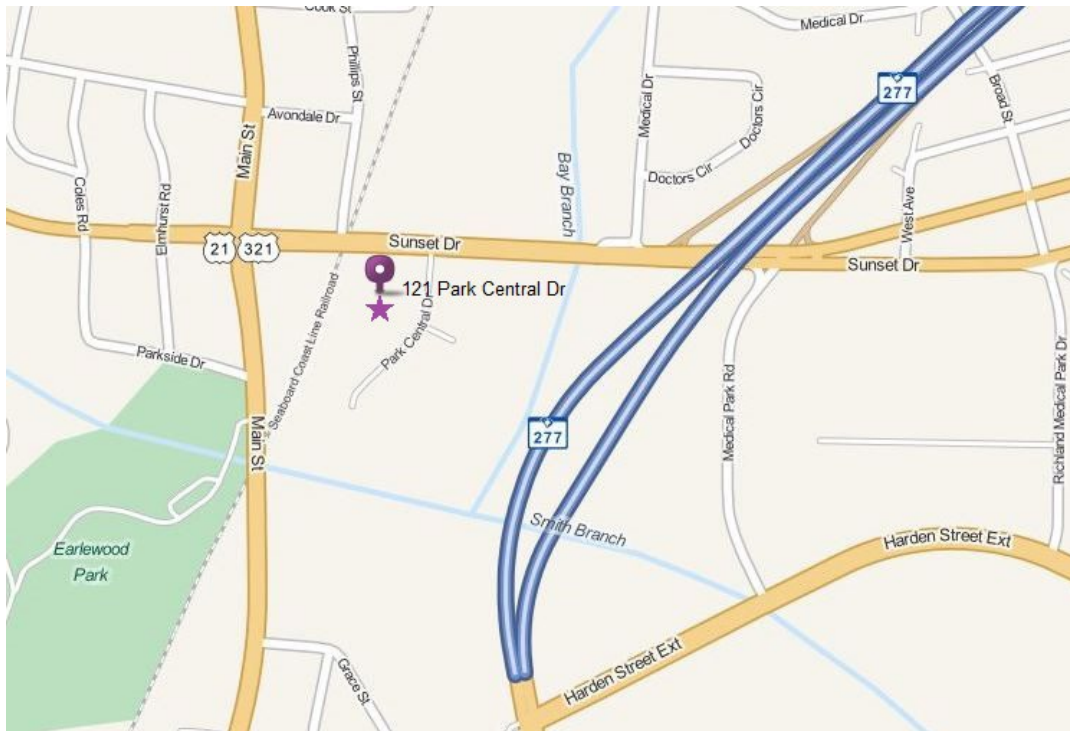 Cook St
Medical Dr
Phillips St
277
Broad St
Avondale Dr
Medical Dr
Doctors Cir
Main St
Doctors Cir
Bay Branch
Coles Rd
Elmhurst Rd
West Ave
21
321
Sunset Dr
Sunset Dr
121 Park Central Dr
Park Central Dr
Seaboard Coast Line Railroad
Parkside Dr
Medical Park Rd
Richland Medical Park Dr
Main St
277
Smith Branch
Harden Street Ext
Earlewood
Park
Harden Street Ext
Grace St